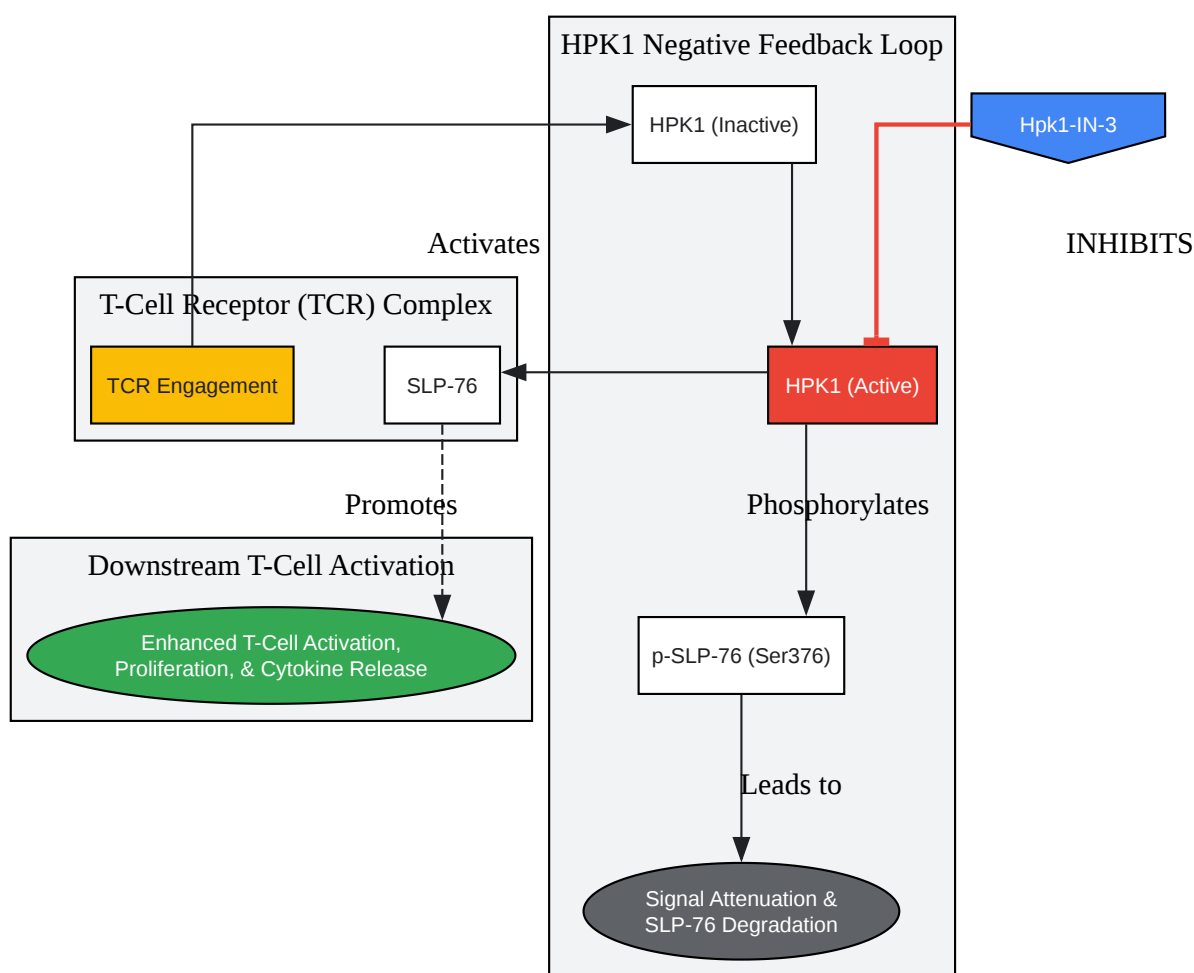 HPK1 Negative Feedback Loop
HPK1 (Inactive)
Hpk1-IN-3
Activates
INHIBITS
T-Cell Receptor (TCR) Complex
TCR Engagement
SLP-76
HPK1 (Active)
Promotes
Phosphorylates
Downstream T-Cell Activation
Enhanced T-Cell Activation,
Proliferation, & Cytokine Release
p-SLP-76 (Ser376)
Leads to
Signal Attenuation &
SLP-76 Degradation